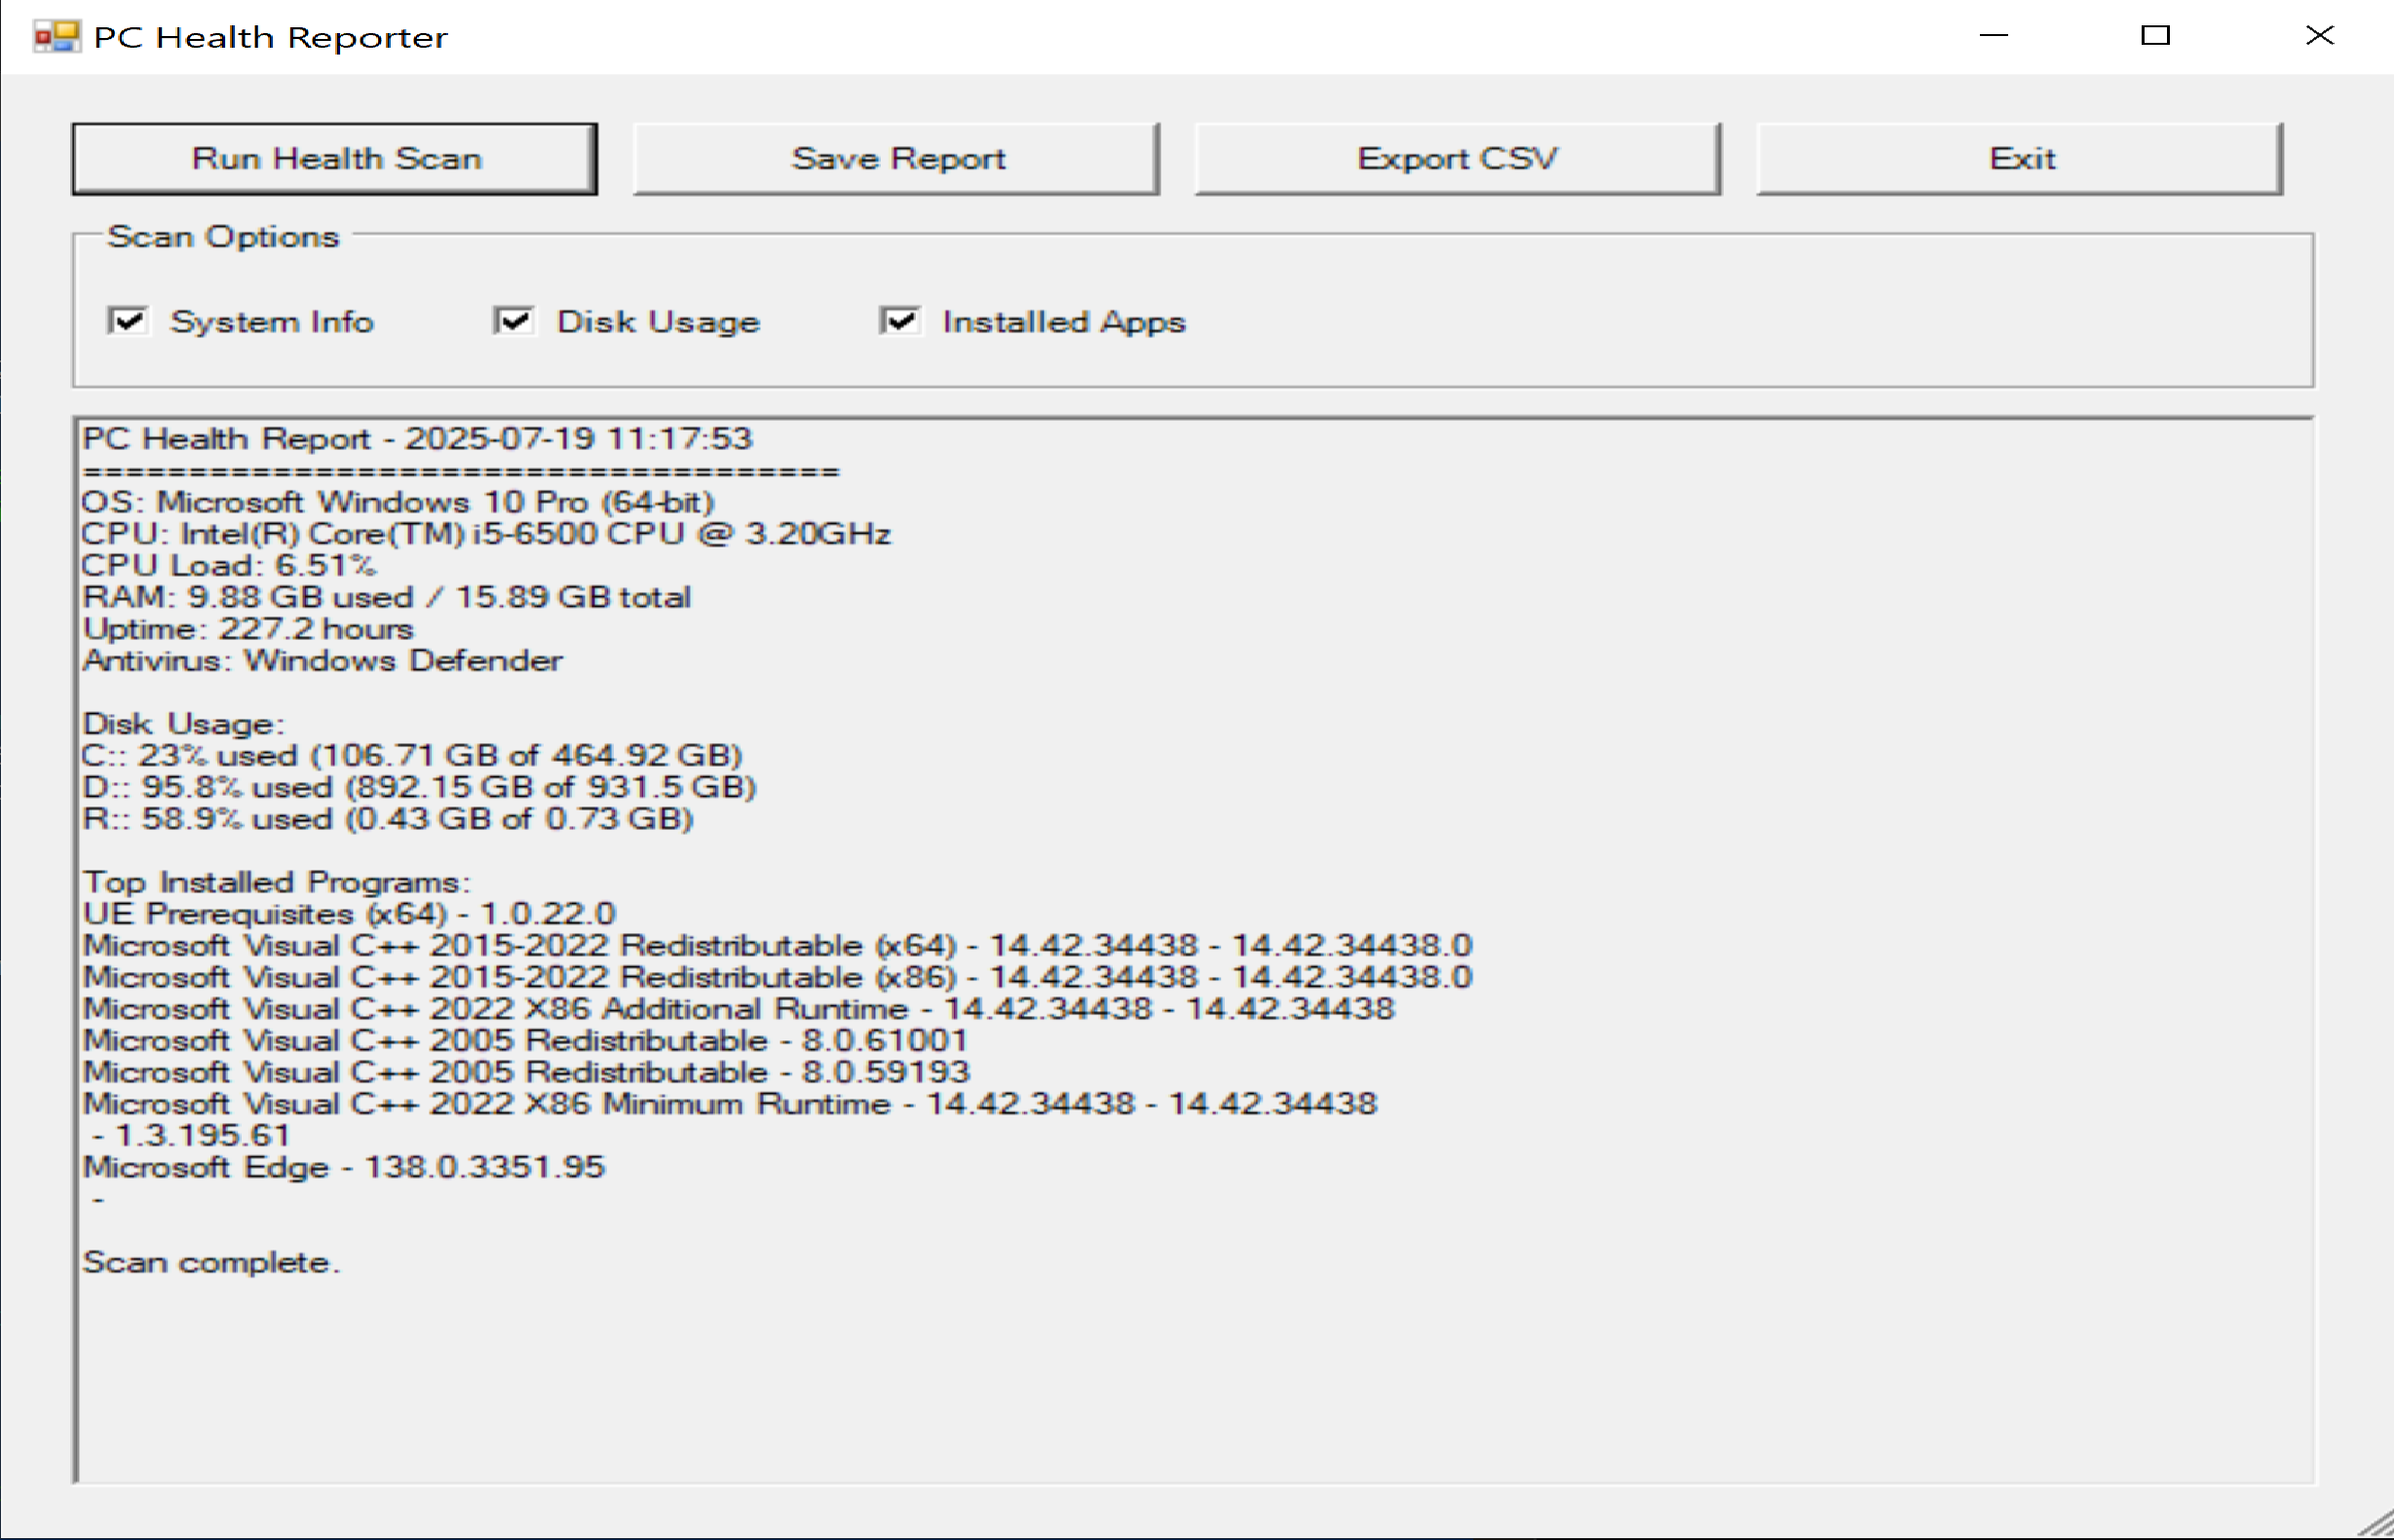 PC Health Reporter
Run Health Scan
Save Report
Export CSV
Exit
Scan Options
System Info
Disk Usage
Installed Apps
PC Health Report - 2025-07-19 11:17:53
====================================
OS: Microsoft Windows 10 Pro (64-bit)
CPU: Intel(R) Core(TM) i5-6500 CPU @ 3.20GHz
CPU Load: 6.51%
RAM: 9.88 GB used / 15.89 GB total
Uptime: 227.2 hours
Antivirus: Windows Defender
Disk Usage:
C:: 23% used (106.71 GB of 464.92 GB)
D:: 95.8% used (892.15 GB of 931.5 GB)
R:: 58.9% used (0.43 GB of 0.73 GB)
Top Installed Programs:
UE Prerequisites (x64) - 1.0.22.0
Microsoft Visual C++ 2015-2022 Redistributable (x64) - 14.42.34438 - 14.42.34438.0
Microsoft Visual C++ 2015-2022 Redistributable (x86) - 14.42.34438 - 14.42.34438.0
Microsoft Visual C++ 2022 X86 Additional Runtime - 14.42.34438 - 14.42.34438
Microsoft Visual C++ 2005 Redistributable - 8.0.61001
Microsoft Visual C++ 2005 Redistributable - 8.0.59193
Microsoft Visual C++ 2022 X86 Minimum Runtime - 14.42.34438 - 14.42.34438
- 1.3.195.61
Microsoft Edge - 138.0.3351.95
-
Scan complete.